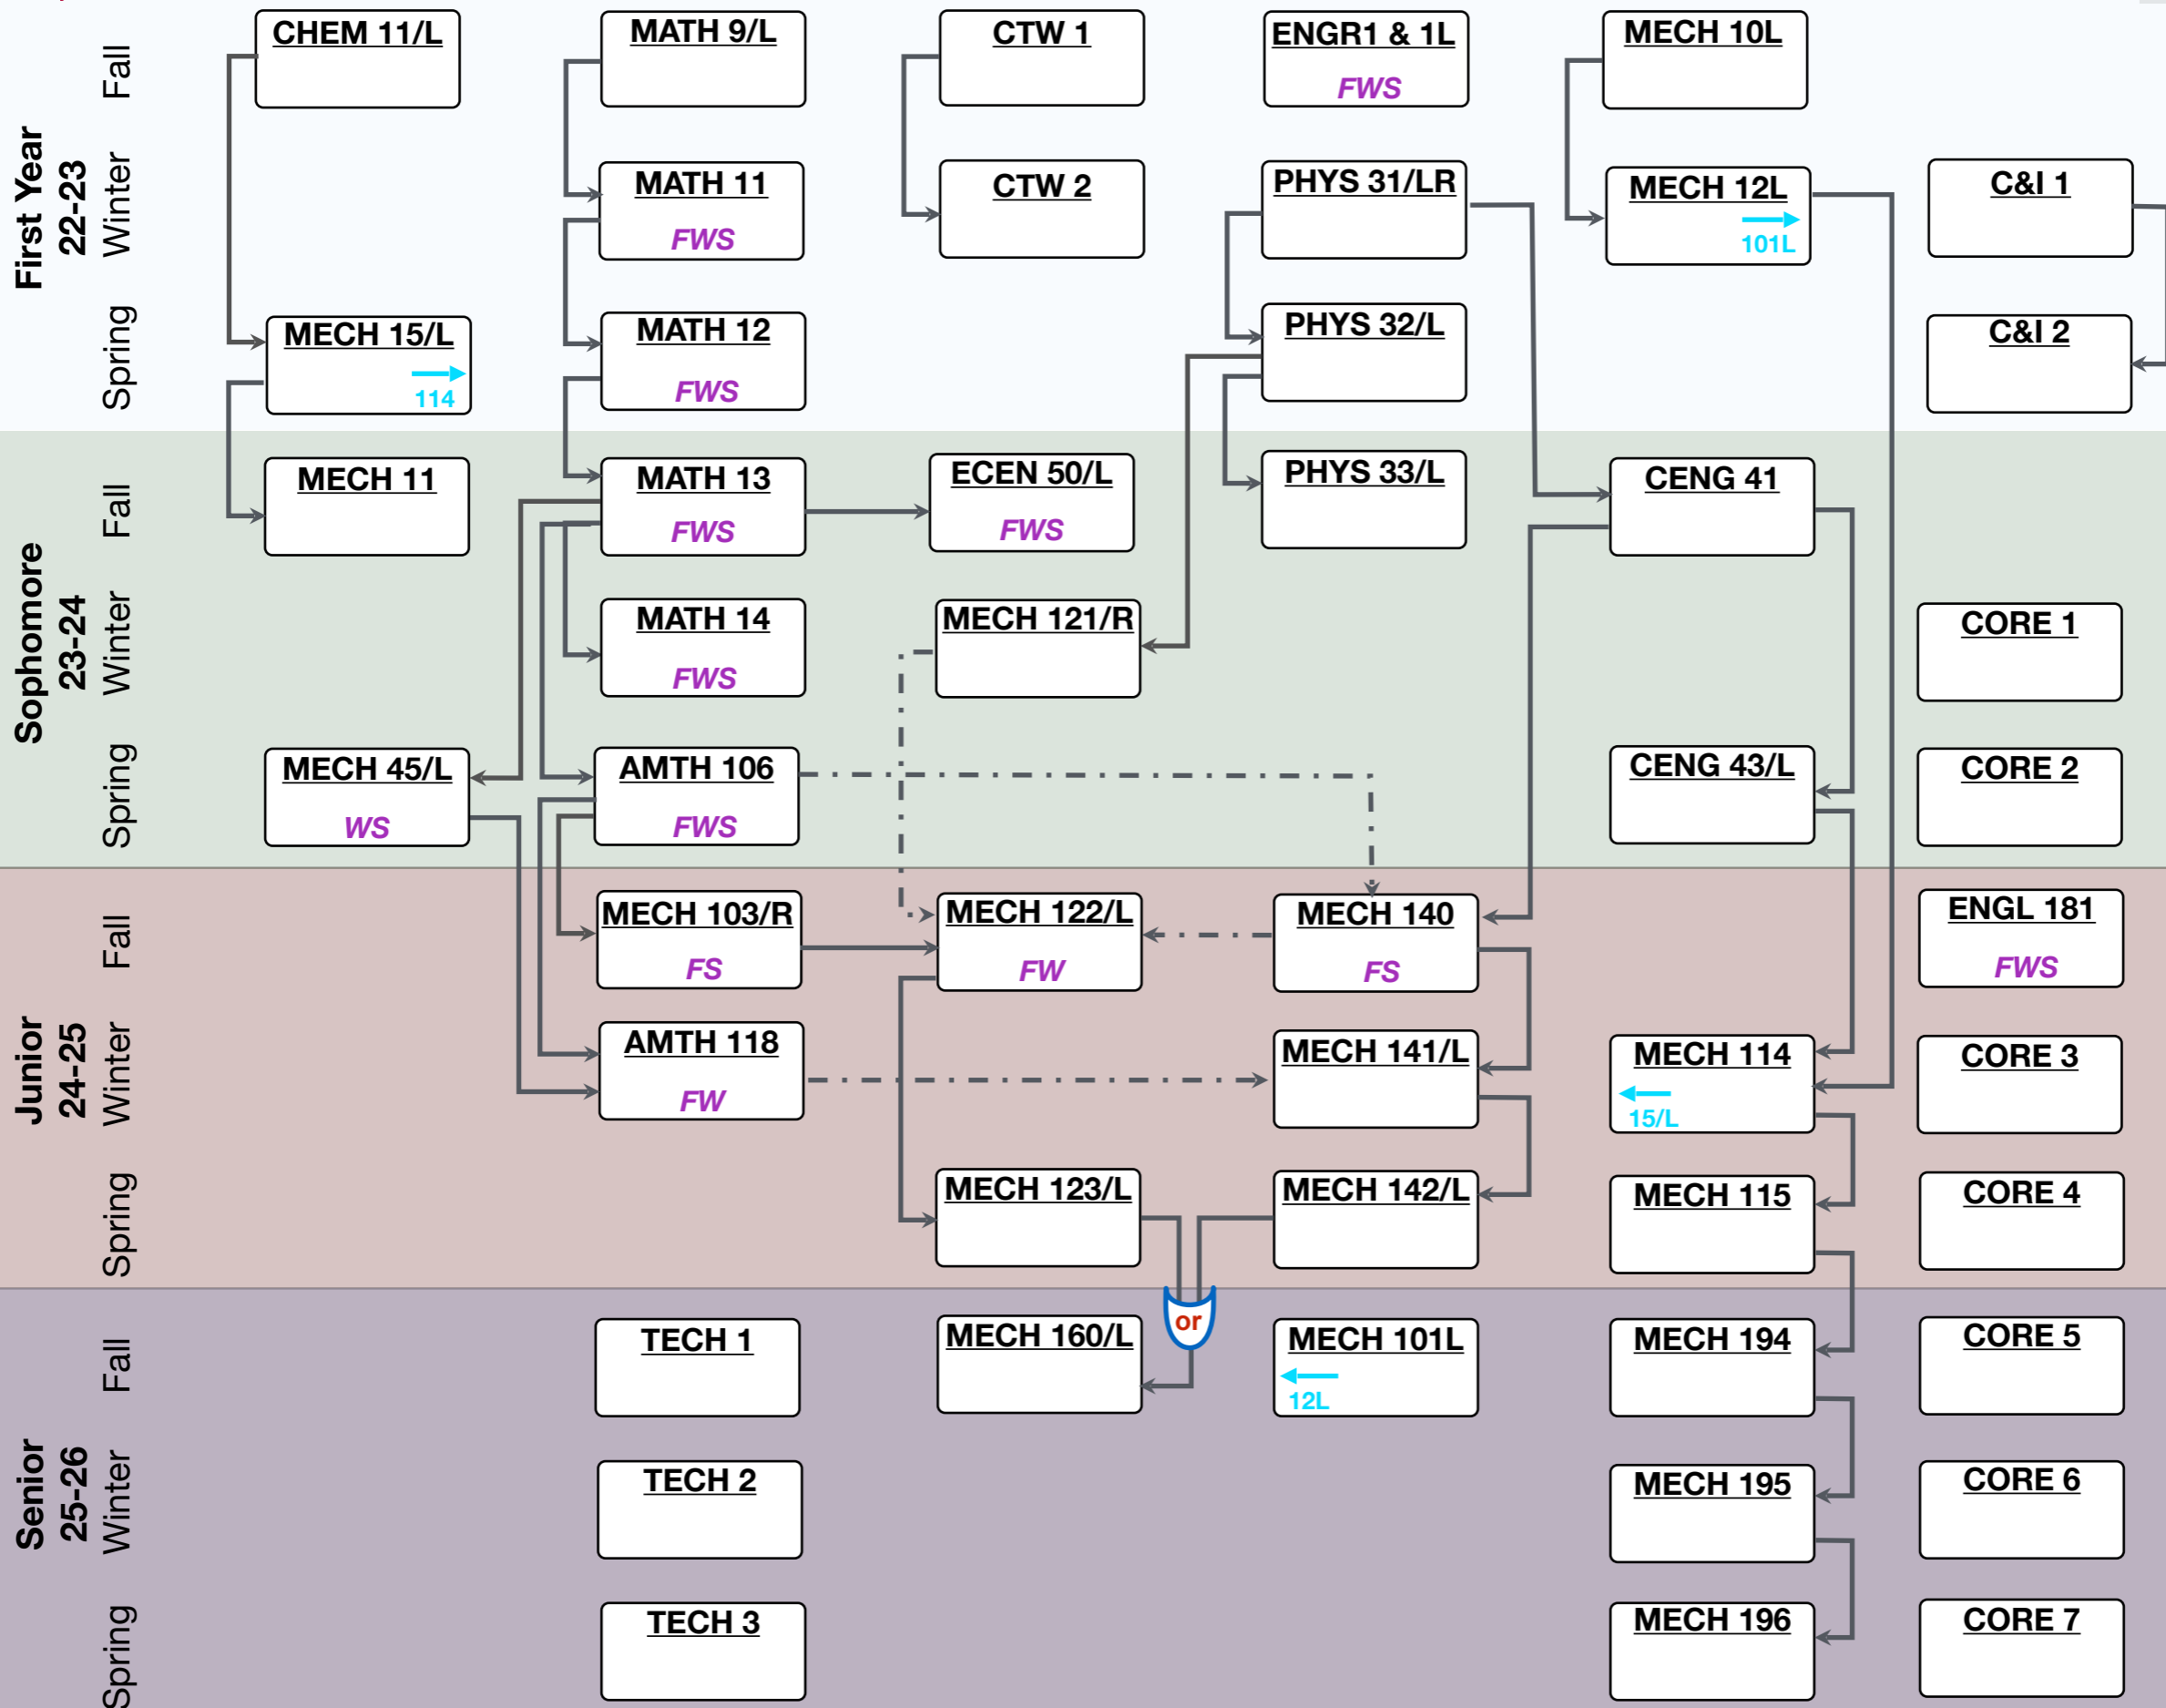 First Year
22-23
Fall
CHEM 11/L
MATH 9/L
CTW 1
ENGR1 & 1L
FWS
MECH 10L
Winter
MATH 11
FWS
CTW 2
PHYS 31/LR
MECH 12L
101L
C&I 1
Spring
MECH 15/L
114
MATH 12
FWS
PHYS 32/L
C&I 2
Sophomore
23-24
Fall
MECH 11
MATH 13
FWS
ECEN 50/L
FWS
PHYS 33/L
CENG 41
Winter
MATH 14
FWS
MECH 121/R
CORE 1
Spring
MECH 45/L
WS
AMTH 106
FWS
CENG 43/L
CORE 2
Junior
24-25
Fall
MECH 103/R
FS
MECH 122/L
FW
MECH 140
FS
ENGL 181
FWS
Winter
AMTH 118
FW
MECH 141/L
MECH 114
15/L
CORE 3
Spring
MECH 123/L
MECH 142/L
MECH 115
CORE 4
or
Senior
25-26
Fall
TECH 1
MECH 160/L
MECH 101L
12L
MECH 194
CORE 5
Winter
TECH 2
MECH 195
CORE 6
Spring
TECH 3
MECH 196
CORE 7